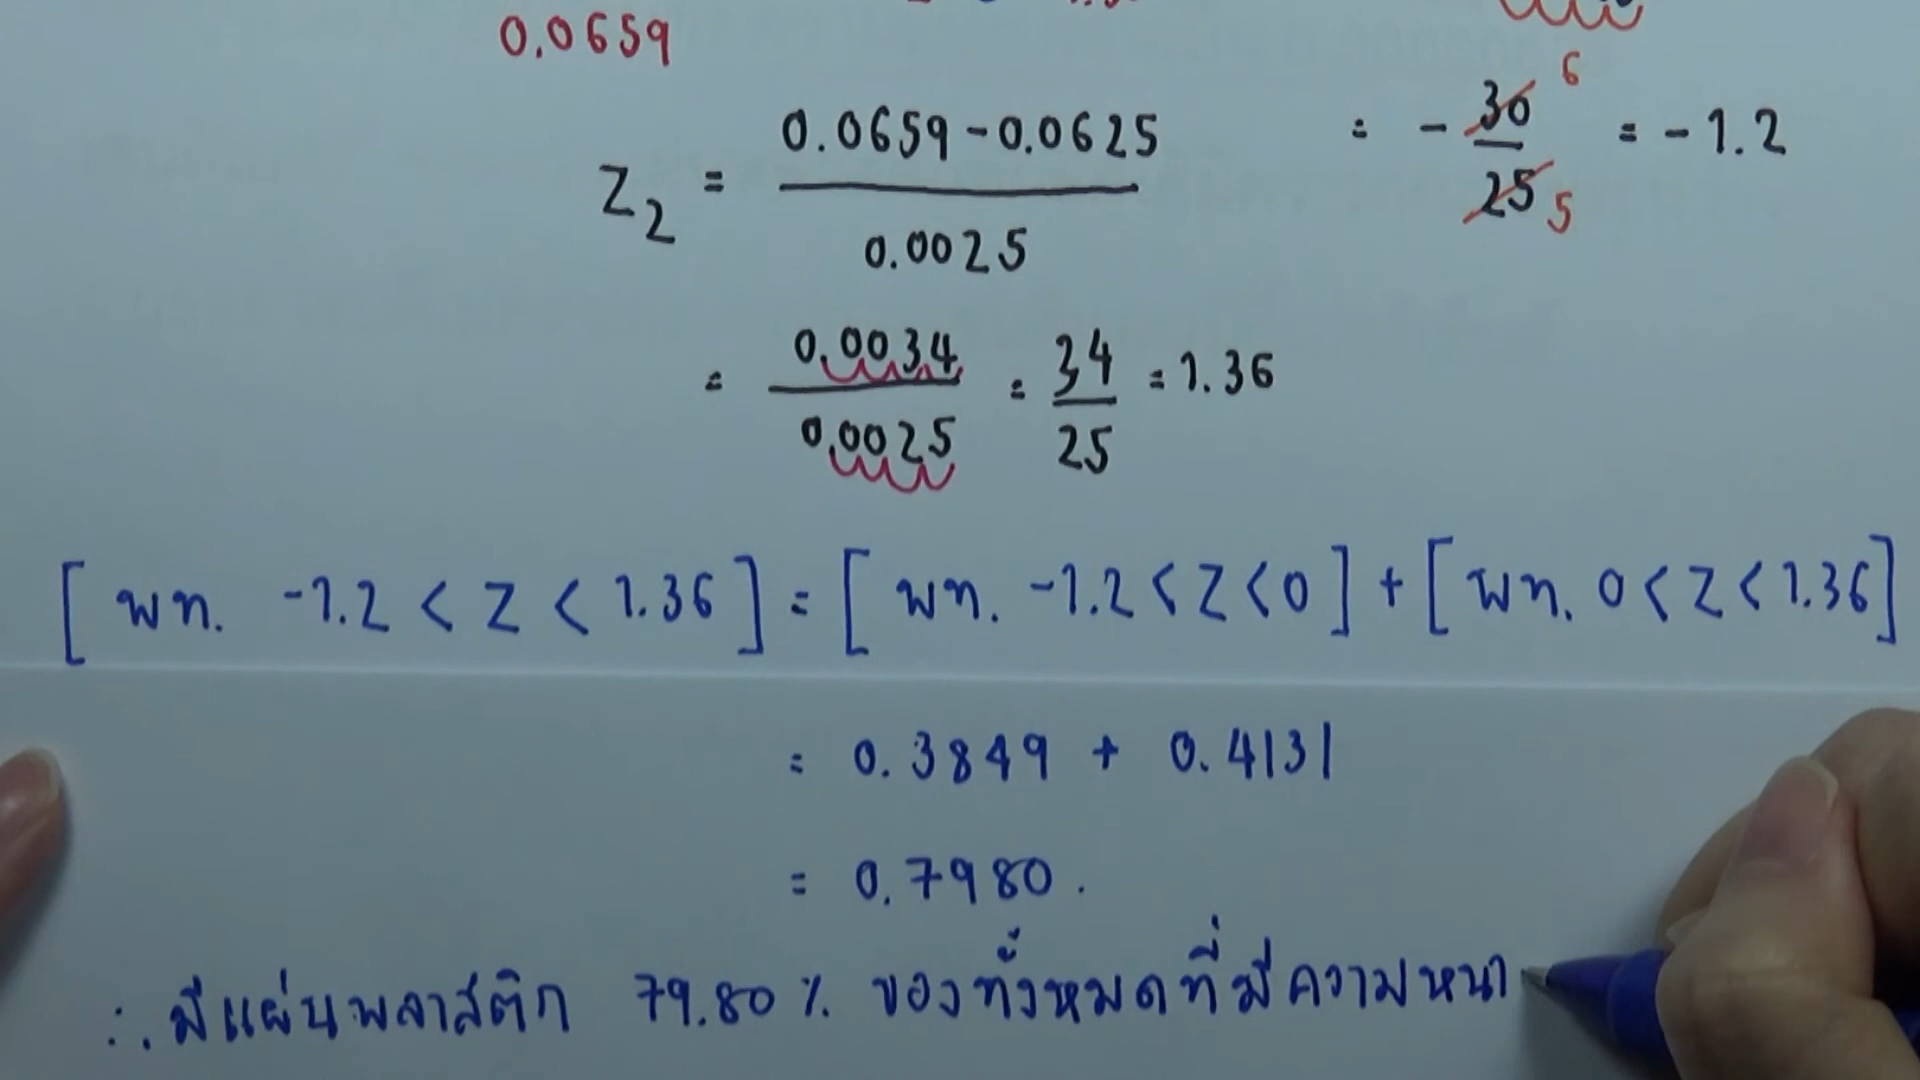 0.0659
Z₂ = (0.0659 - 0.0625) / 0.0025
= - 30/25 6/5 = - 1.2
= 0.0034 / 0.0025 = 34/25 = 1.36
[ พท. -1.2 < Z < 1.36 ] = [ พท. -1.2 < Z < 0 ] + [ พท. 0 < Z < 1.36 ]
= 0.3849 + 0.4131
= 0.7980 .
∴ มีแผ่นพลาสติก 79.80 % ของทั้งหมดที่มีความหนา